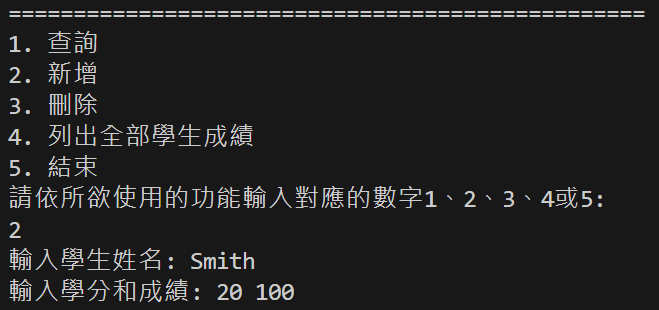 =================================================
1. 查詢
2. 新增
3. 刪除
4. 列出全部學生成績
5. 結束
請依所欲使用的功能輸入對應的數字1、2、3、4或5:
2
輸入學生姓名: Smith
輸入學分和成績: 20 100